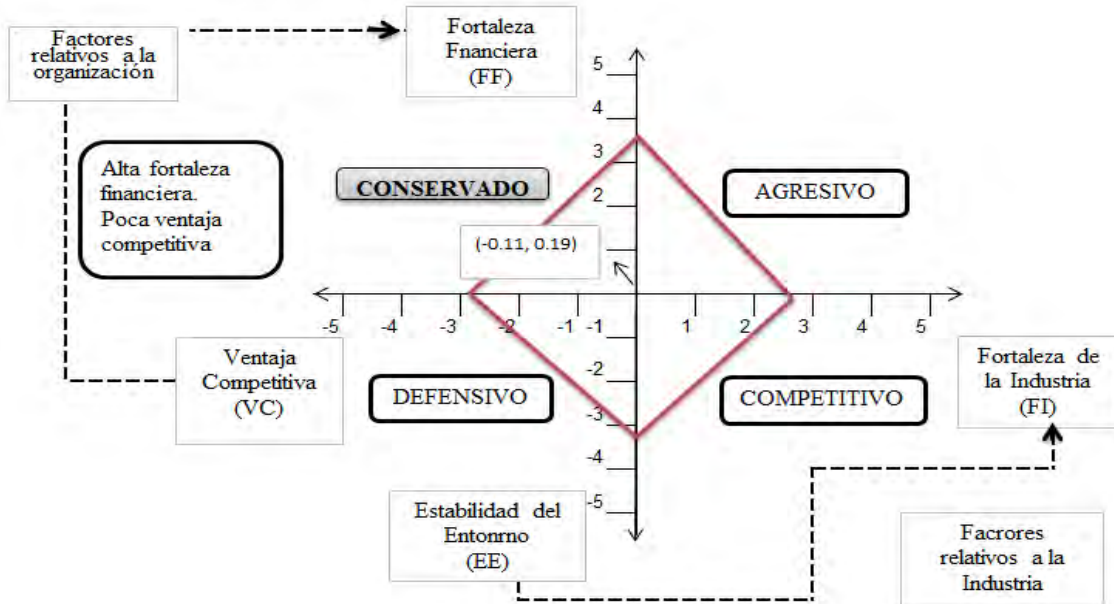 Factores
relativos a la
organización
Fortaleza
Fnanciera
(FF)
Alta fortaleza
financiera.
Poca ventaja
competitiva
CONSERVADO
AGRESIVO
(-0.11, 0.19)
5
4
3
2
-5 -4 -3 -2 -1 -1 1 2 3 4 5
-2
-3
-4
-5
Ventaja
Competitiva
(VC)
DEFENSIVO
COMPETITIVO
Fortaleza de
la Industria
(FI)
Estabilidad del
Entonrno
(EE)
Facrores
relativos a la
Industria